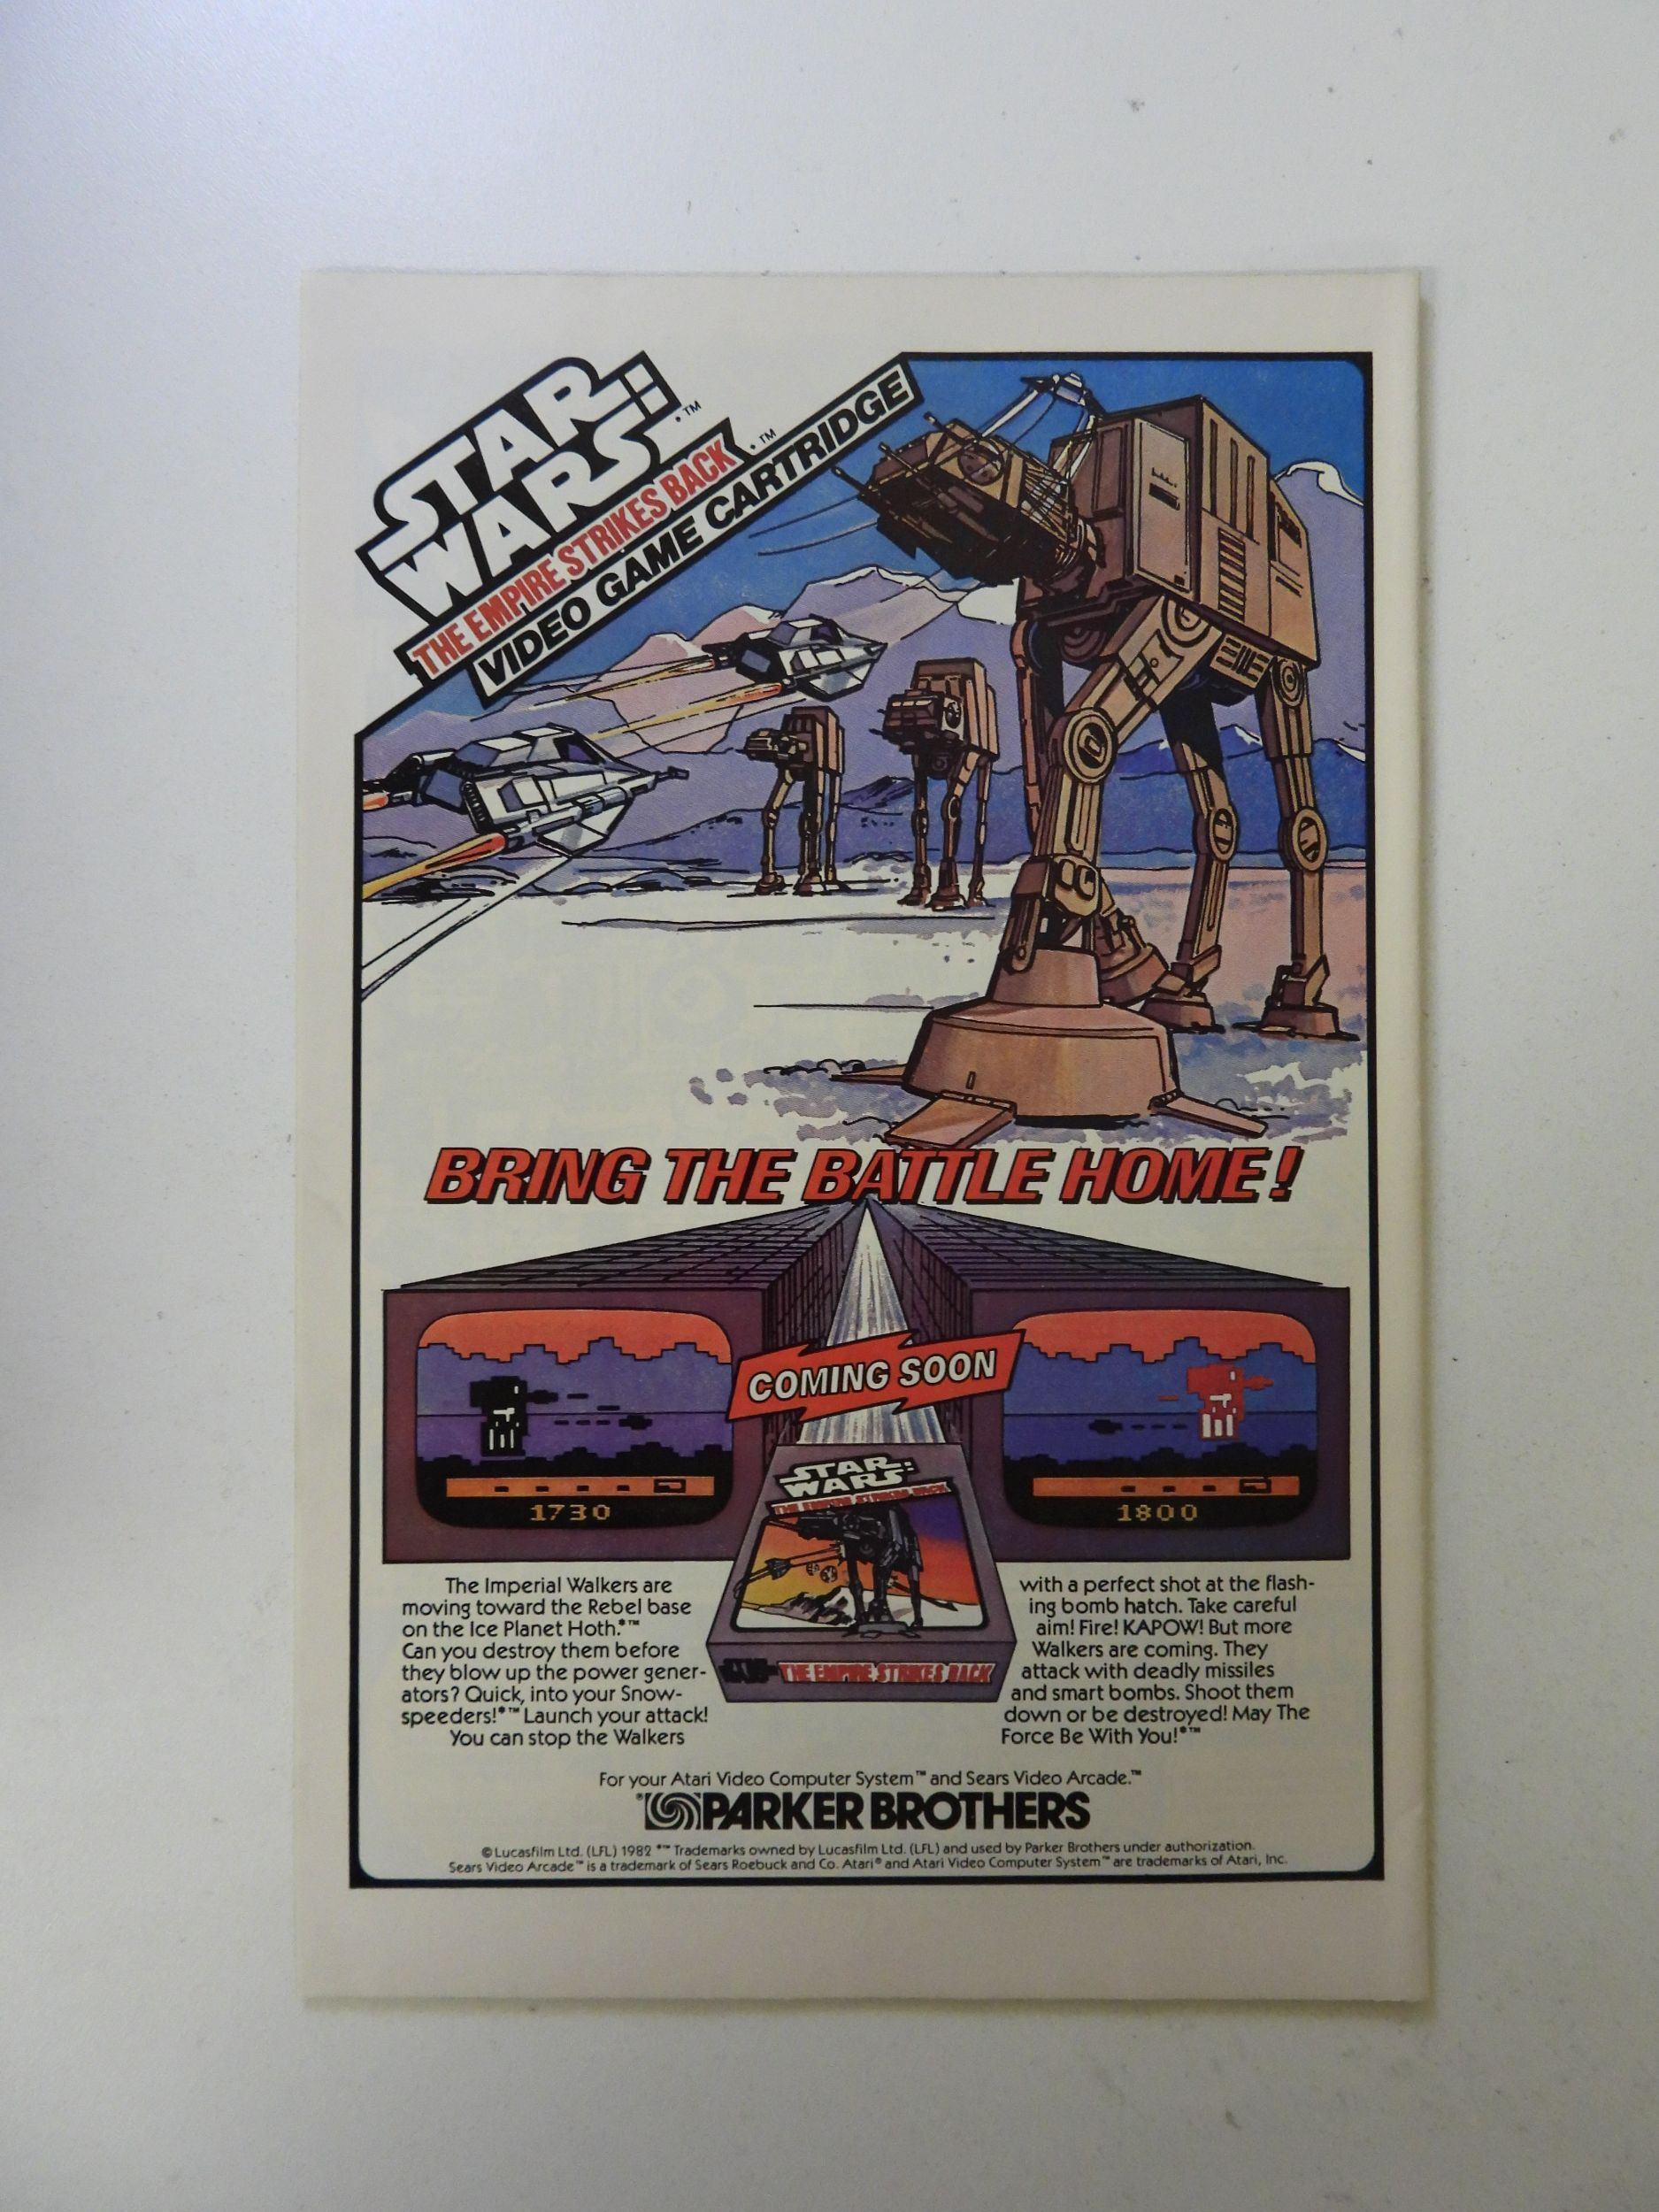 STAR
WARS
THE EMPIRE STRIKES BACK
VIDEO GAME CARTRIDGE
BRING THE BATTLE HOME!
COMING SOON
1730
1800
STAR
WARS
THE EMPIRE STRIKES BACK
THE EMPIRE STRIKES BACK
The Imperial Walkers are
moving toward the Rebel base
on the Ice Planet Hoth.*™
Can you destroy them before
they blow up the power gener-
ators? Quick, into your Snow-
speeders!*™ Launch your attack!
You can stop the Walkers
with a perfect shot at the flash-
ing bomb hatch. Take careful
aim! Fire! KAPOW! But more
Walkers are coming. They
attack with deadly missiles
and smart bombs. Shoot them
down or be destroyed! May The
Force Be With You!*™
For your Atari Video Computer System™ and Sears Video Arcade.™
PARKER BROTHERS
© Lucasfilm Ltd. (LFL) 1982 *™ Trademarks owned by Lucasfilm Ltd. (LFL) and used by Parker Brothers under authorization.
Sears Video Arcade™ is a trademark of Sears Roebuck and Co. Atari® and Atari Video Computer System™ are trademarks of Atari, Inc.